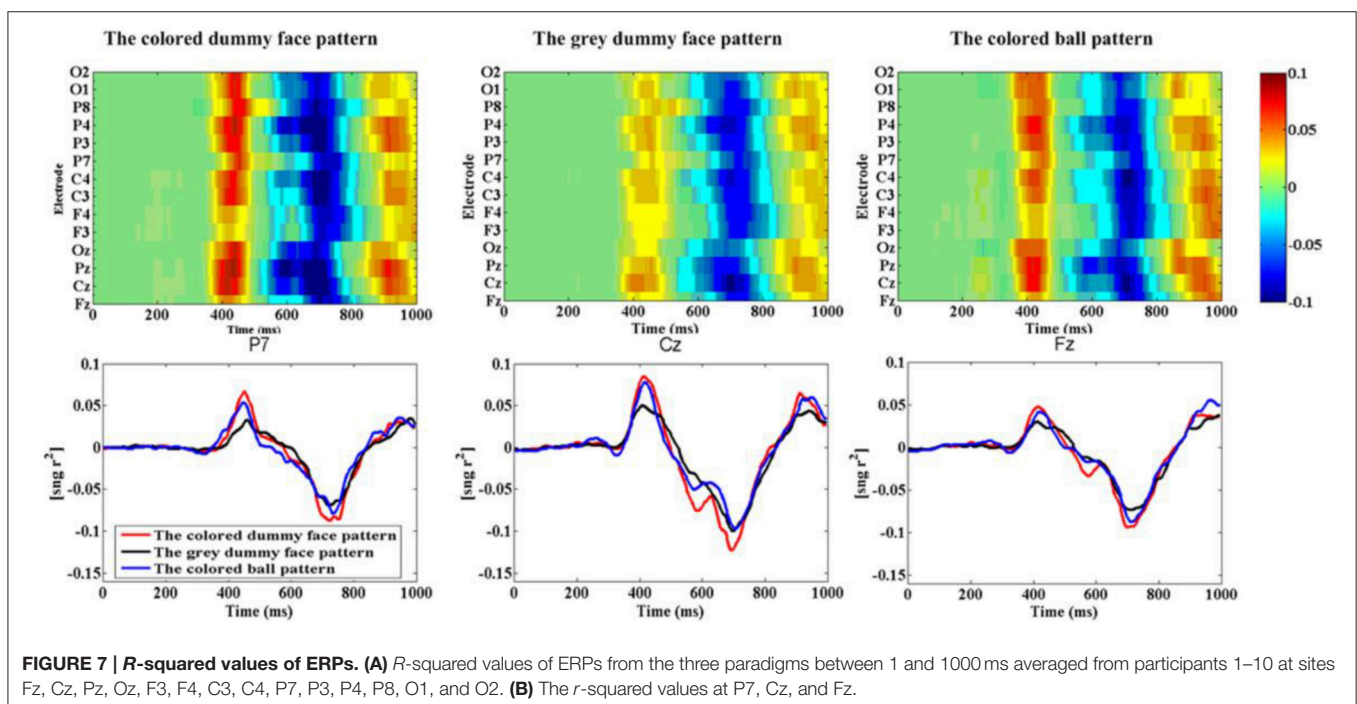 The colored dummy face pattern
The grey dummy face pattern
The colored ball pattern
Electrode
O2
O1
P8
P4
P3
P7
C4
C3
F4
F3
Oz
Pz
Cz
Fz
0 200 400 600 800 1000
Time (ms)
Electrode
O2
O1
P8
P4
P3
P7
C4
C3
F4
F3
Oz
Pz
Cz
Fz
0 200 400 600 800 1000
Time (ms)
Electrode
O2
O1
P8
P4
P3
P7
C4
C3
F4
F3
Oz
Pz
Cz
Fz
0 200 400 600 800 1000
Time (ms)
0.1
0.05
0
-0.05
-0.1
P7
[sng r²]
0.1
0.05
0
-0.05
-0.1
-0.15
The colored dummy face pattern
The grey dummy face pattern
The colored ball pattern
0 200 400 600 800 1000
Time (ms)
Cz
[sng r²]
0.1
0.05
0
-0.05
-0.1
-0.15
0 200 400 600 800 1000
Time (ms)
Fz
[sng r²]
0.1
0.05
0
-0.05
-0.1
-0.15
0 200 400 600 800 1000
Time (ms)
FIGURE 7 | R-squared values of ERPs. (A) R-squared values of ERPs from the three paradigms between 1 and 1000 ms averaged from participants 1–10 at sites
Fz, Cz, Pz, Oz, F3, F4, C3, C4, P7, P3, P4, P8, O1, and O2. (B) The r-squared values at P7, Cz, and Fz.